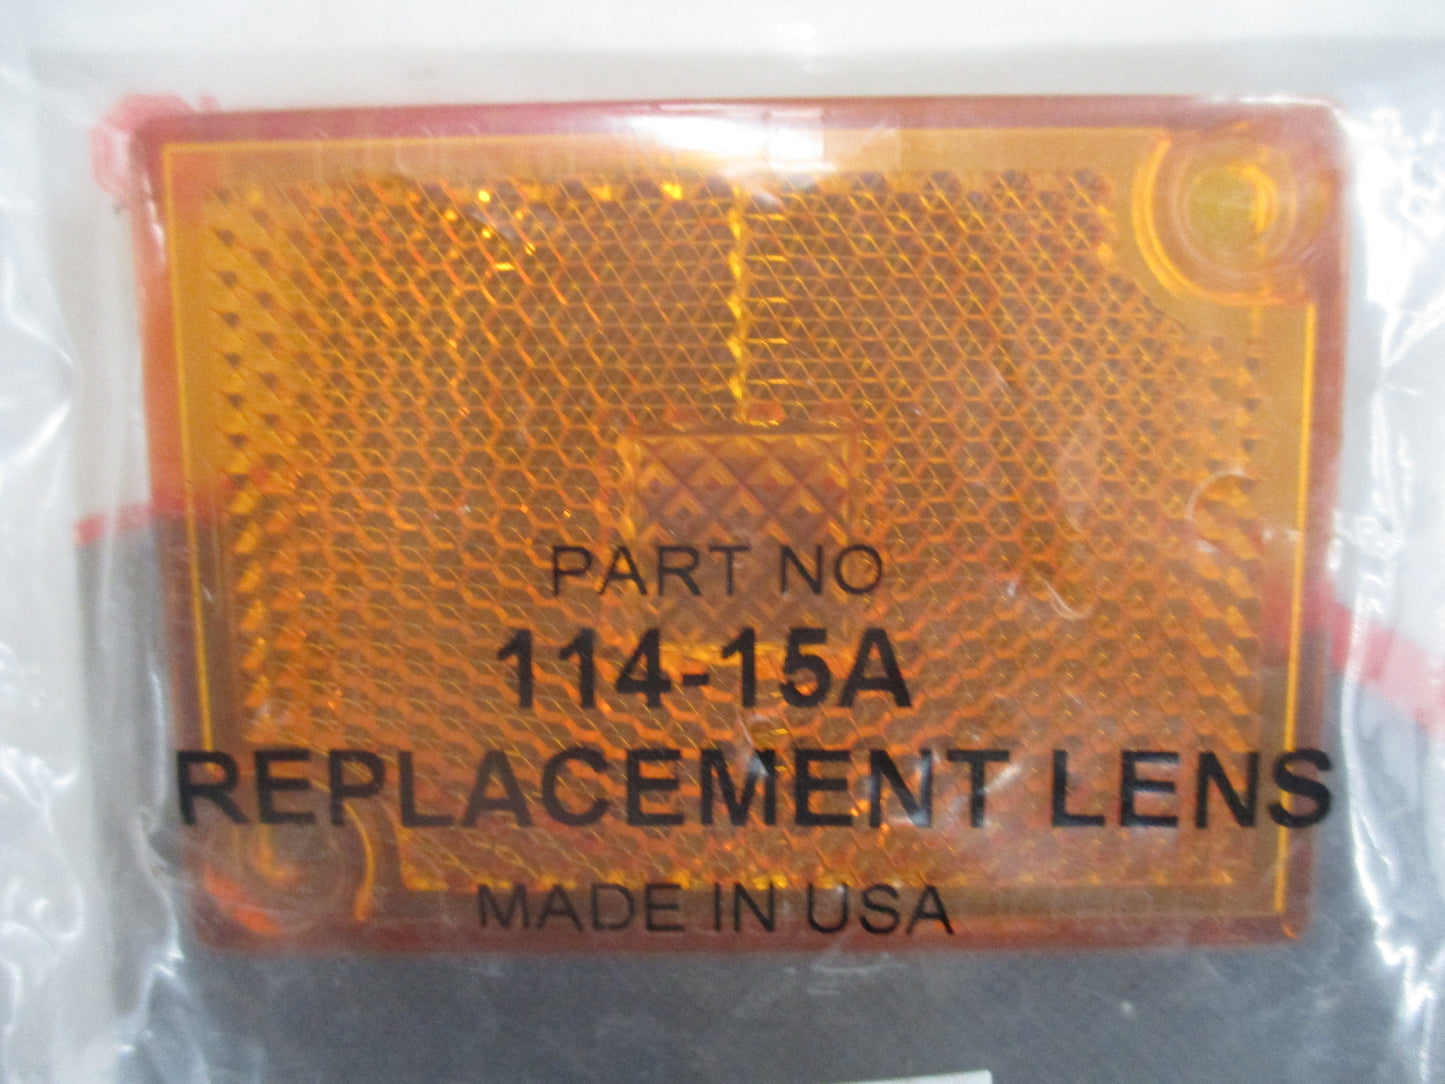 PART NO
114-15A
REPLACEMENT LENS
MADE IN USA